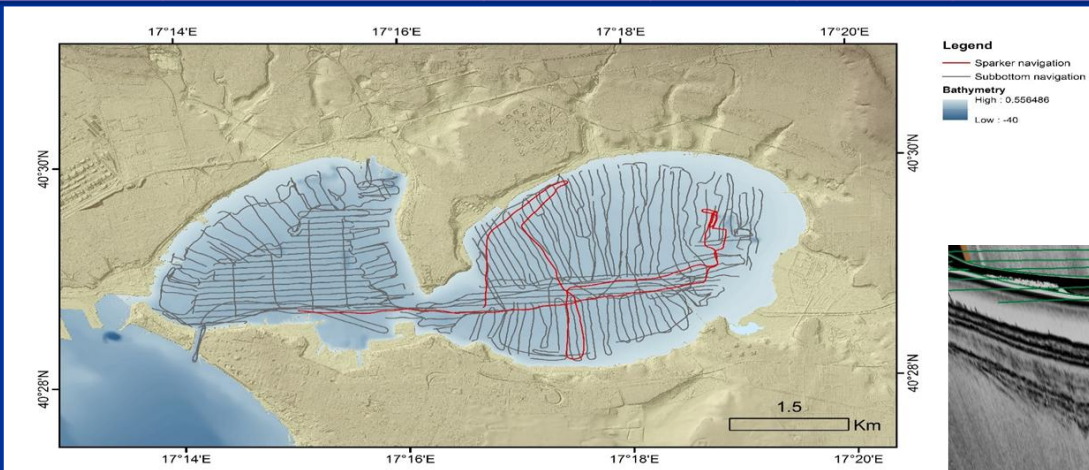 17°14'E 17°16'E 17°18'E 17°20'E
Legend
Sparker navigation
Subbottom navigation
Bathymetry
High : 0.556486
Low : -40
40°30'N 40°30'N
40°28'N 40°28'N
1.5
Km
17°14'E 17°16'E 17°18'E 17°20'E